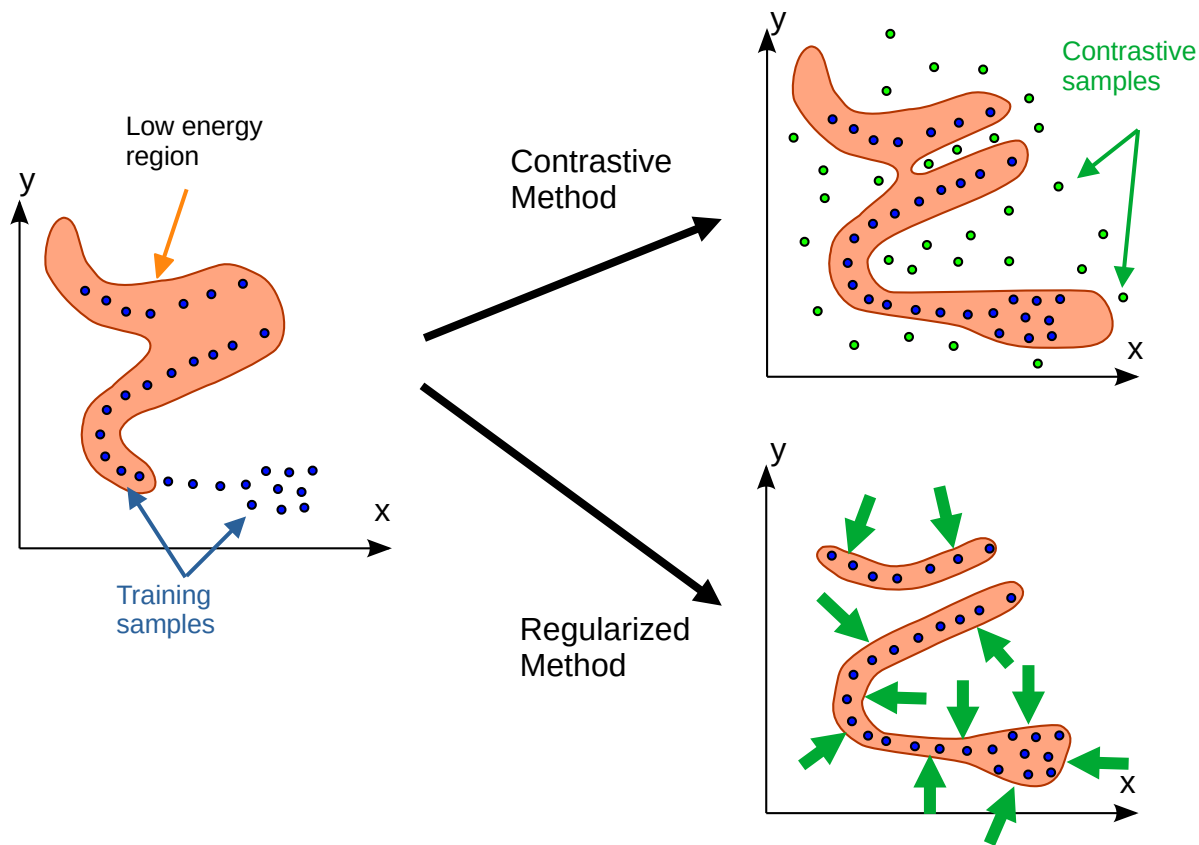 Low energy
region
y
x
Training
samples
Contrastive
Method
Regularized
Method
y
Contrastive
samples
x
y
x